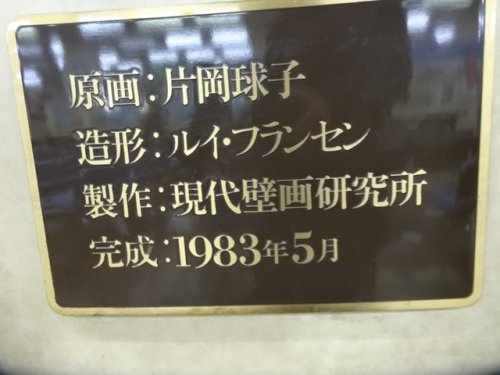 原画：片岡球子
造形：ルイ・フランセン
製作：現代壁画研究所
完成：1983年5月